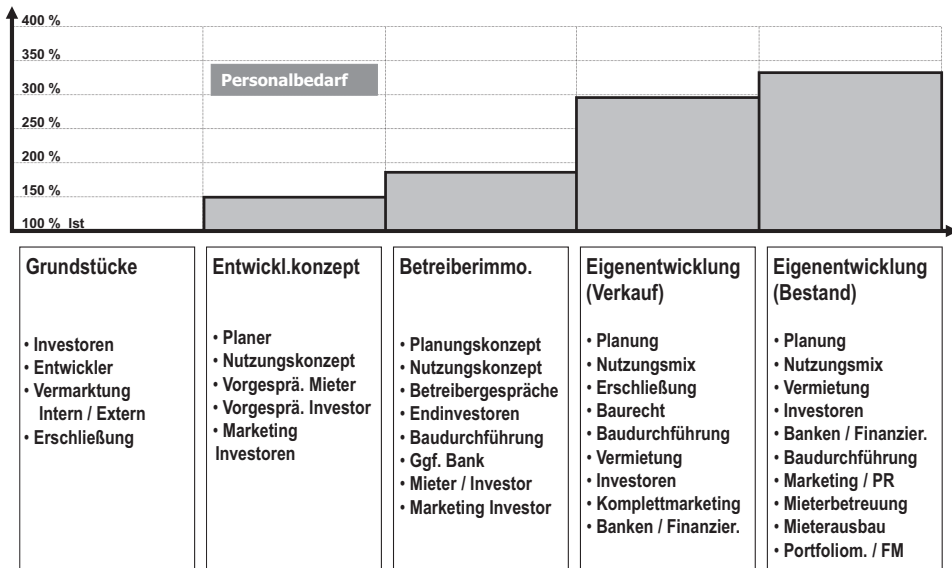 400 %
350 %
Personalbedarf
300 %
250 %
200 %
150 %
100 % Ist
Grundstücke
• Investoren
• Entwickler
• Vermarktung
Intern / Extern
• Erschließung
Entwickl.konzept
• Planer
• Nutzungskonzept
• Vorgesprä. Mieter
• Vorgesprä. Investor
• Marketing
Investoren
Betreiberimmo.
• Planungskonzept
• Nutzungskonzept
• Betreibergespräche
• Endinvestoren
• Baudurchführung
• Ggf. Bank
• Mieter / Investor
• Marketing Investor
Eigenentwicklung
(Verkauf)
• Planung
• Nutzungsmix
• Erschließung
• Baurecht
• Baudurchführung
• Vermietung
• Investoren
• Komplettmarketing
• Banken / Finanzier.
Eigenentwicklung
(Bestand)
• Planung
• Nutzungsmix
• Vermietung
• Investoren
• Banken / Finanzier.
• Baudurchführung
• Marketing / PR
• Mieterbetreuung
• Mieterausbau
• Portfoliom. / FM